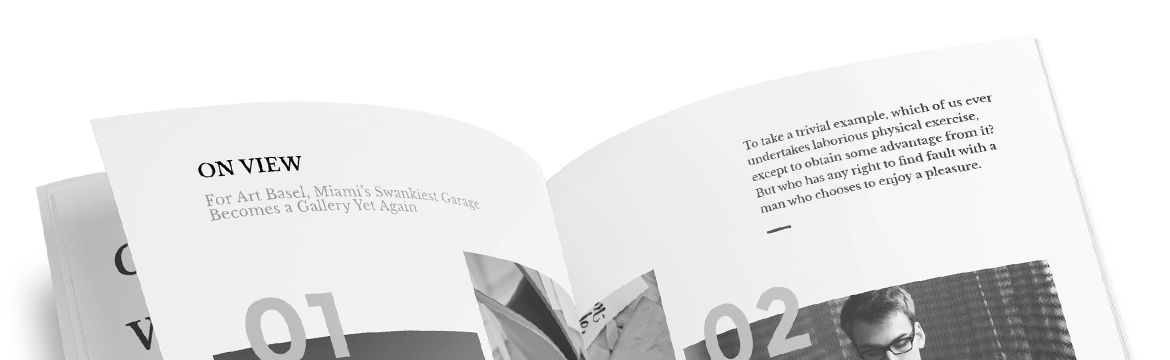 ON VIEW
For Art Basel, Miami's Swankiest Garage
Becomes a Gallery Yet Again
01
To take a trivial example, which of us ever
undertakes laborious physical exercise,
except to obtain some advantage from it?
But who has any right to find fault with a
man who chooses to enjoy a pleasure.
02